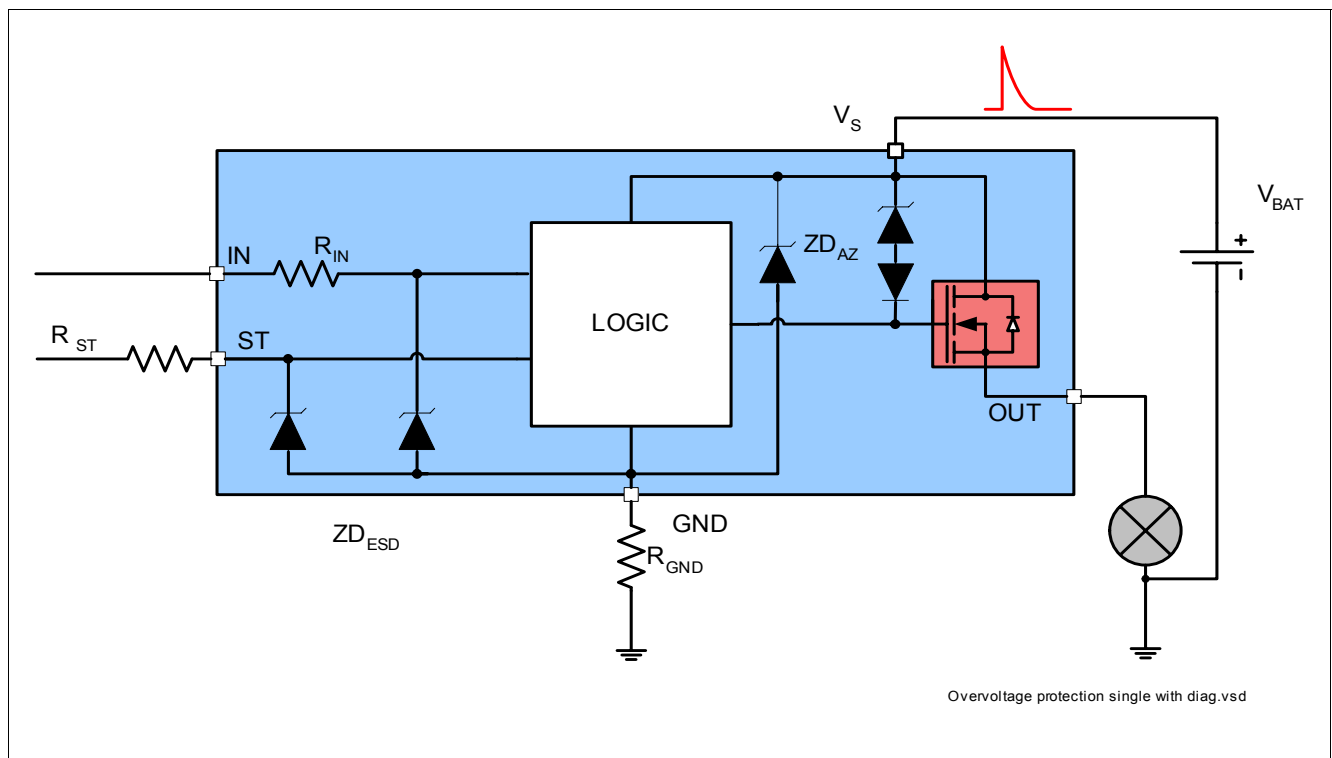 V_S
V_BAT
+
-
IN
R_IN
ZD_AZ
LOGIC
R_ST
ST
OUT
ZD_ESD
GND
R_GND
Overvoltage protection single with diag.vsd